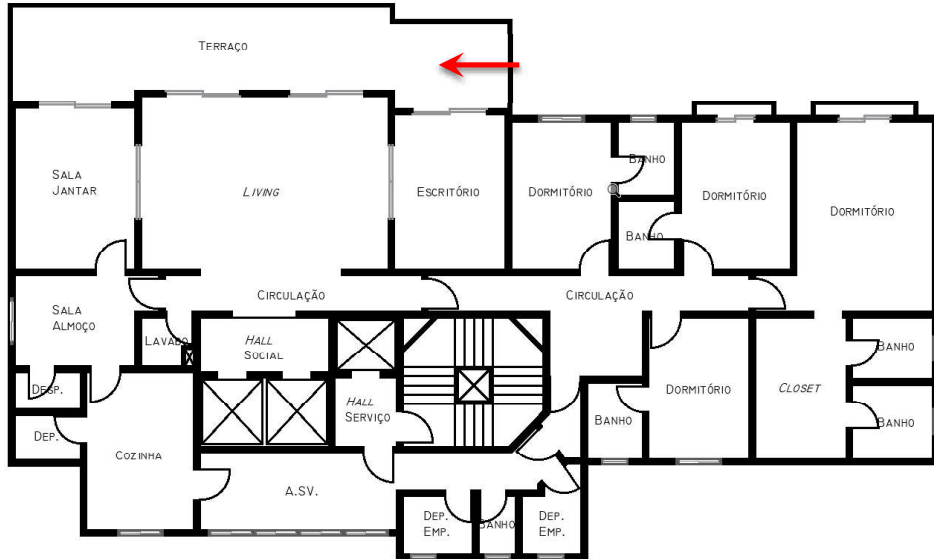 TERRAÇO
SALA
JANTAR
LIVING
ESCRITÓRIO
DORMITÓRIO
BANHO
BANHO
DORMITÓRIO
DORMITÓRIO
SALA
ALMOÇO
CIRCULAÇÃO
CIRCULAÇÃO
LAVABO
HALL
SOCIAL
DESP.
DEP.
COZINHA
HALL
SERVIÇO
BANHO
DORMITÓRIO
CLOSET
BANHO
BANHO
A.SV.
DEP.
EMP.
BANHO
DEP.
EMP.